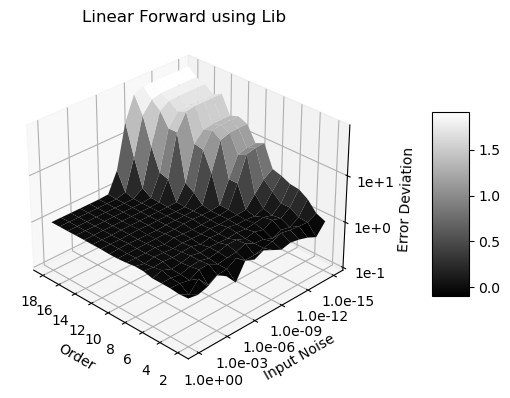 Linear Forward using Lib
1e+1
1e+0
1e-1
Error Deviation
18
16
14
12
10
8
6
4
2
Order
1.0e+00
1.0e-03
1.0e-06
1.0e-09
1.0e-12
1.0e-15
Input Noise
1.5
1.0
0.5
0.0